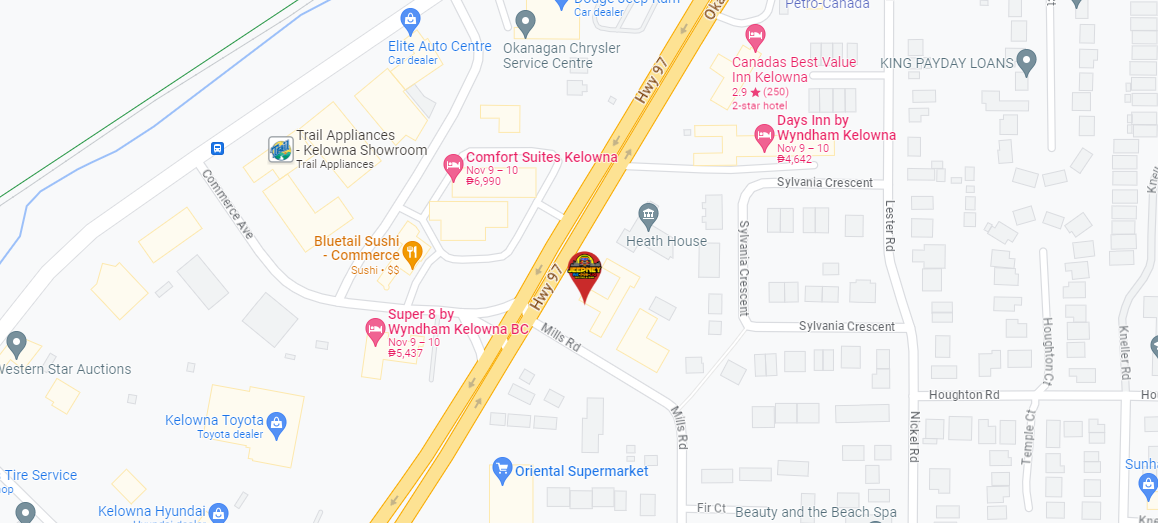 Dodge Jeep Ram
Car dealer
Petro-Canada
Elite Auto Centre
Car dealer
Okanagan Chrysler
Service Centre
Hwy 97
Canadas Best Value
Inn Kelowna
2.9 ★ (250)
2-star hotel
KING PAYDAY LOANS
Days Inn by
Wyndham Kelowna
Nov 9 – 10
₱4,642
Trail Appliances
- Kelowna Showroom
Trail Appliances
Comfort Suites Kelowna
Nov 9 – 10
₱6,990
Commerce Ave
Sylvania Crescent
Lester Rd
Heath House
Sylvania Crescent
Bluetail Sushi
- Commerce
Sushi • $$
JEEPNEY
Hwy 97
Super 8 by
Wyndham Kelowna BC
Nov 9 – 10
₱5,437
Mills Rd
Sylvania Crescent
Houghton Ct
Kneller Rd
Western Star Auctions
Houghton Rd
Kelowna Toyota
Toyota dealer
Mills Rd
Nickel Rd
Temple Ct
Tire Service
Oriental Supermarket
Kelowna Hyundai
Hyundai dealer
Fir Ct
Beauty and the Beach Spa